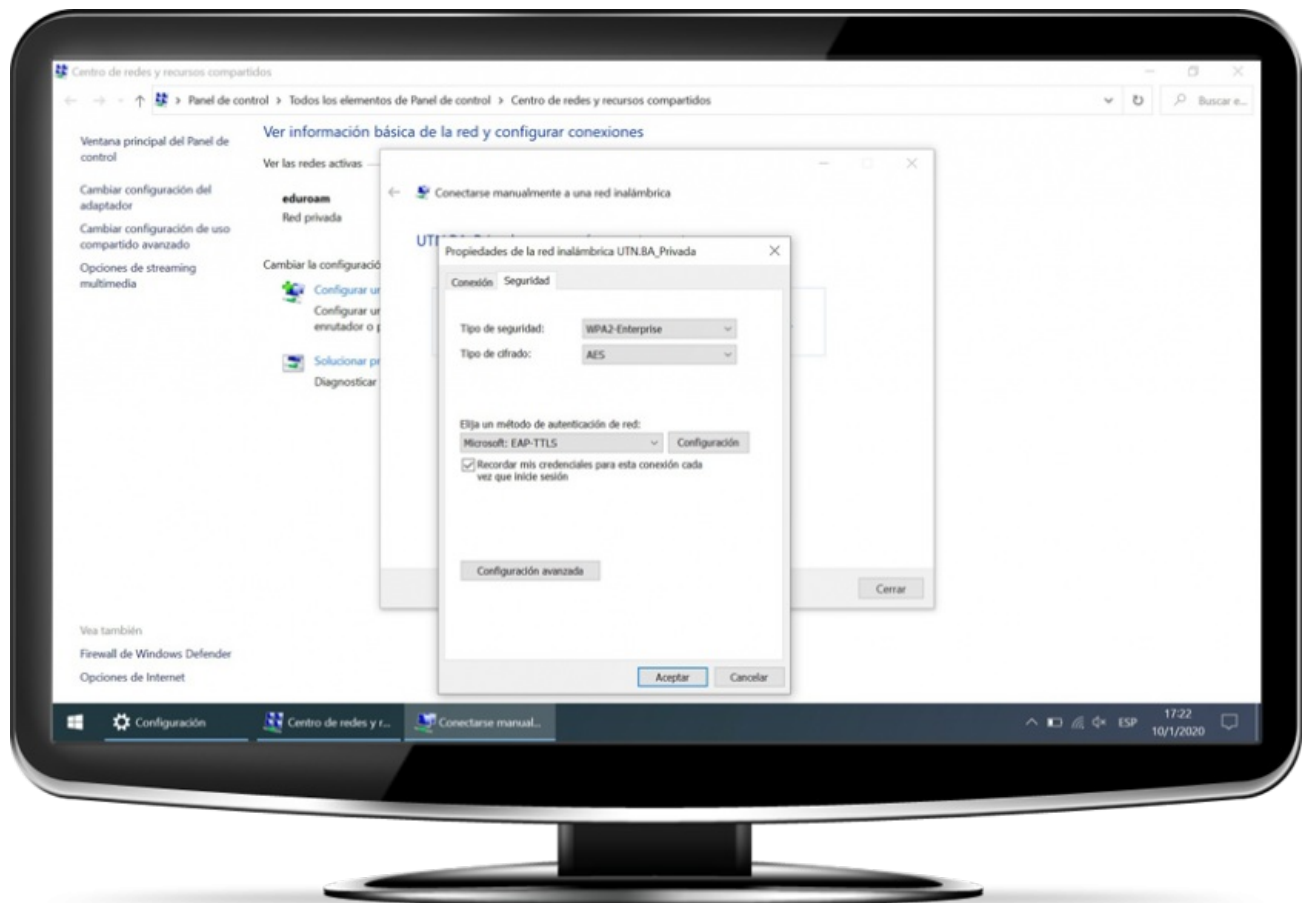 Centro de redes y recursos compartidos
Panel de control > Todos los elementos de Panel de control > Centro de redes y recursos compartidos
Buscar e...
Ventana principal del Panel de
control
Cambiar configuración del
adaptador
Cambiar configuración de uso
compartido avanzado
Opciones de streaming
multimedia
Ver información básica de la red y configurar conexiones
Ver las redes activas
eduroam
Red privada
Cambiar la configuració
Configurar un
Configurar un
enrutador o p
Solucionar pr
Diagnosticar
Conectarse manualmente a una red inalámbrica
Propiedades de la red inalámbrica UTN.BA_Privada
Conexión
Seguridad
Tipo de seguridad:
WPA2-Enterprise
Tipo de cifrado:
AES
Elija un método de autenticación de red:
Microsoft: EAP-TTLS
Configuración
Recordar mis credenciales para esta conexión cada
vez que inicie sesión
Configuración avanzada
Aceptar
Cancelar
Cerrar
Vea también
Firewall de Windows Defender
Opciones de Internet
Configuración
Centro de redes y r...
Conectarse manual...
ESP
17:22
10/1/2020